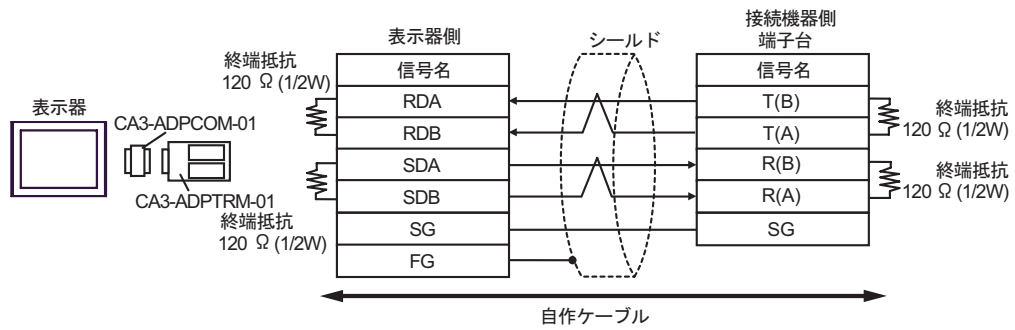 表示器
CA3-ADPCOM-01
CA3-ADPTRM-01
終端抵抗
120 Ω (1/2W)
終端抵抗
120 Ω (1/2W)
表示器側
信号名
RDA
RDB
SDA
SDB
SG
FG
シールド
接続機器側
端子台
信号名
T(B)
T(A)
R(B)
R(A)
SG
終端抵抗
120 Ω (1/2W)
終端抵抗
120 Ω (1/2W)
自作ケーブル